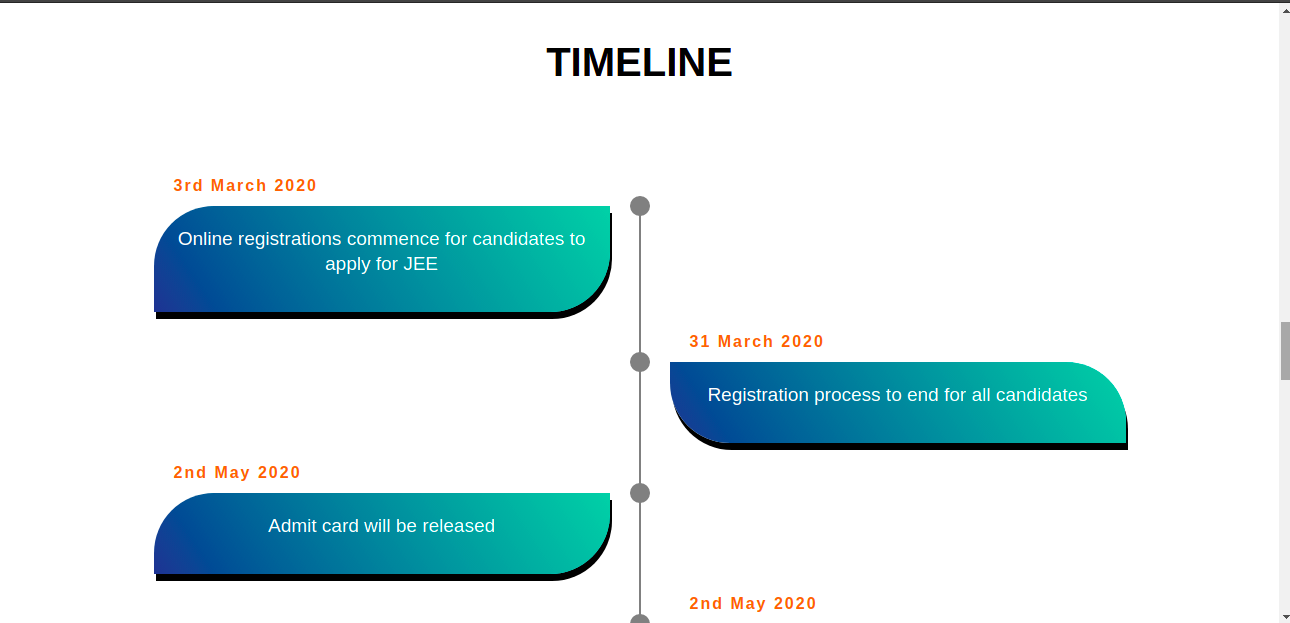 TIMELINE
3rd March 2020
Online registrations commence for candidates to
apply for JEE
31 March 2020
Registration process to end for all candidates
2nd May 2020
Admit card will be released
2nd May 2020